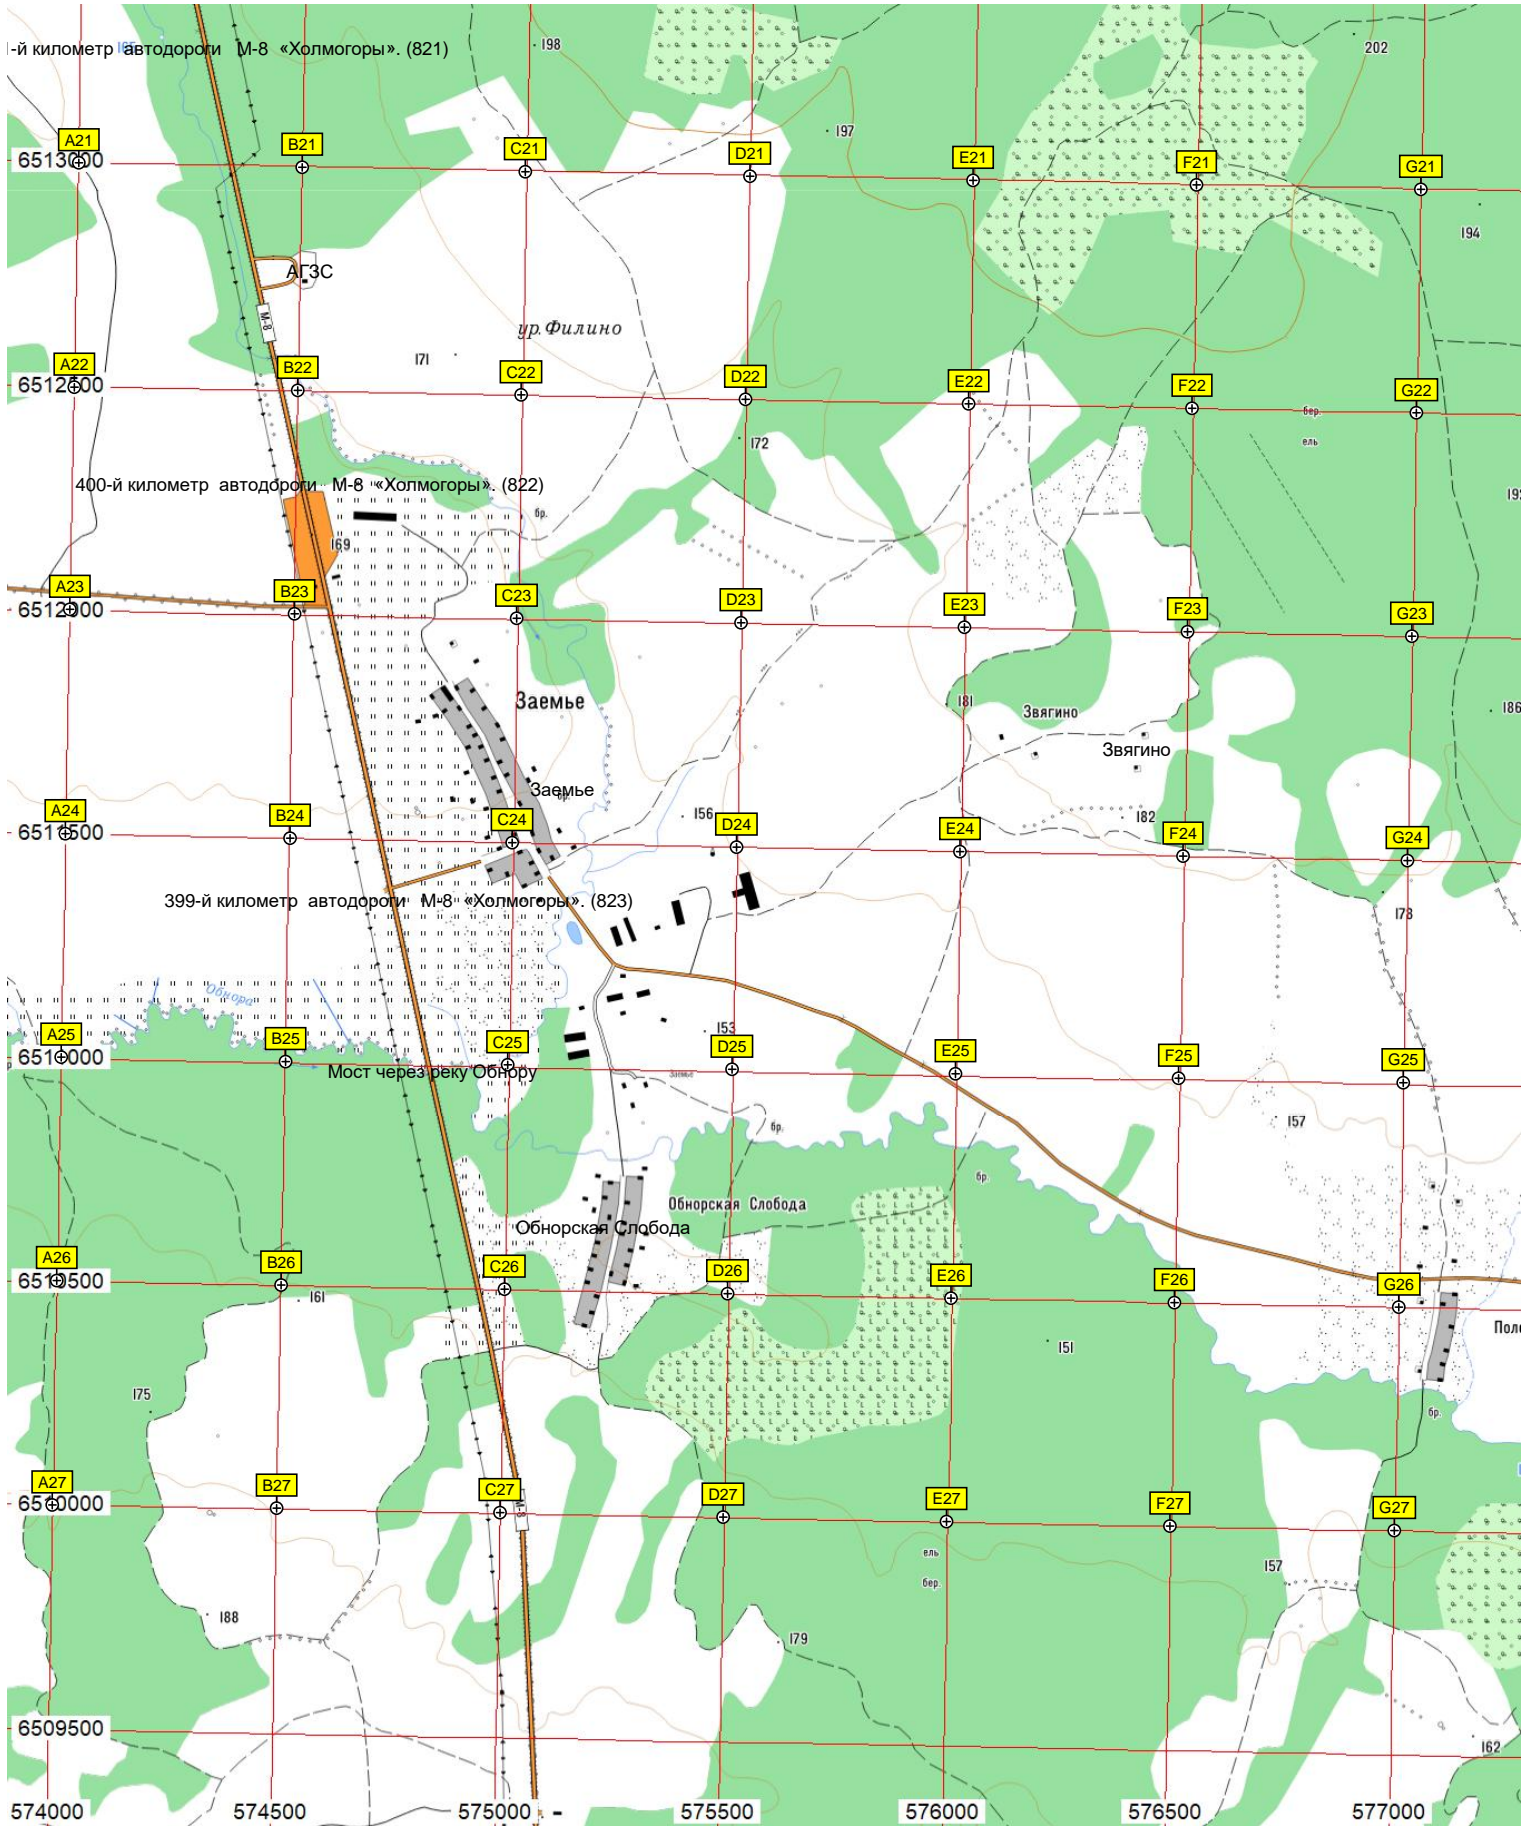 198
202
165
-й километр автодороги М-8 «Холмогоры». (821)
197
A21
B21
C21
D21
E21
F21
G21
6513000
194
АГЗС
М-8
ур. Филино
171
A22
B22
C22
D22
E22
F22
G22
6512500
бер.
ель
172
400-й километр автодороги М-8 «Холмогоры». (822)
бр.
169
A23
B23
C23
D23
E23
F23
G23
6512000
Заемье
181
Звягино
186
Звягино
Заемье
бр.
156
182
A24
B24
C24
D24
E24
F24
G24
6511500
399-й километр автодороги М-8 «Холмогоры». (823)
178
Обнора
153
A25
B25
C25
D25
E25
F25
G25
6510000
Мост через реку Обнору
Заемье
бр.
157
бр.
Обнорская Слобода
Обнорская Слобода
A26
B26
C26
D26
E26
F26
G26
6510500
161
Поле
151
175
бр.
A27
B27
C27
D27
E27
F27
G27
6510000
М-8
ель
бер.
157
188
179
6509500
162
574000
574500
575000
575500
576000
576500
577000